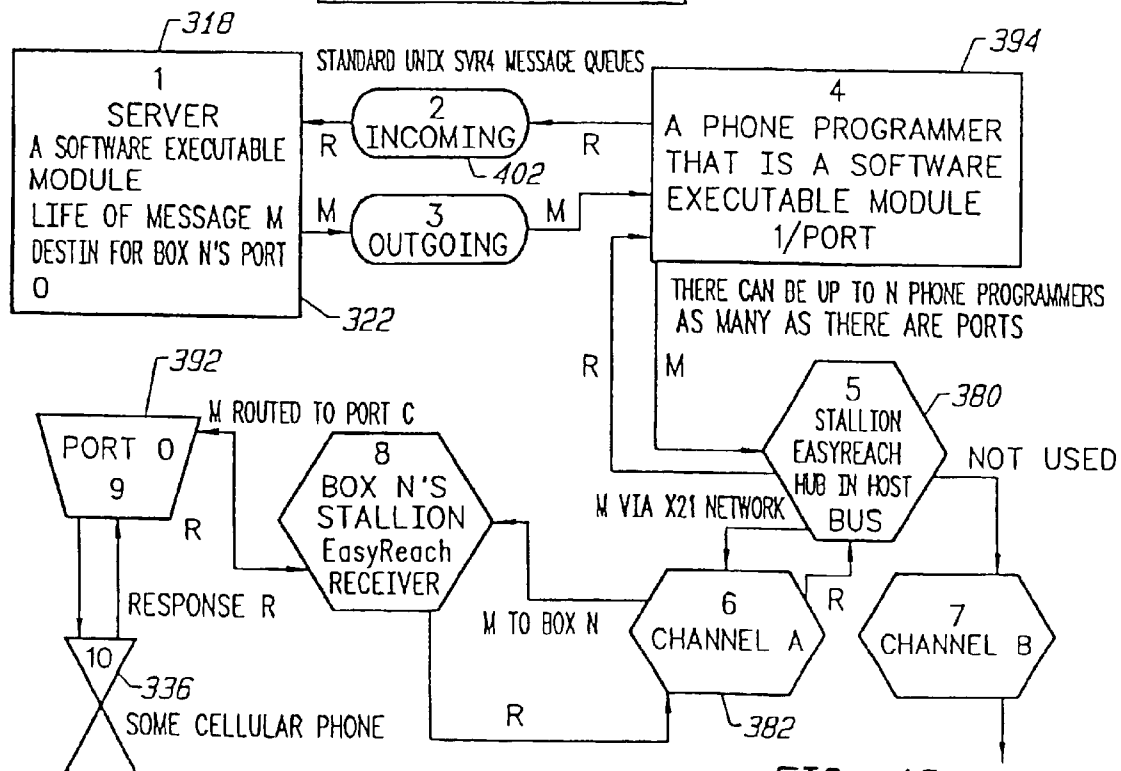 318
394
STANDARD UNIX SVR4 MESSAGE QUEUES
1
SERVER
A SOFTWARE EXECUTABLE
MODULE
LIFE OF MESSAGE M
DESTIN FOR BOX N'S PORT
0
322
2
INCOMING
402
R
R
3
OUTGOING
M
M
4
A PHONE PROGRAMMER
THAT IS A SOFTWARE
EXECUTABLE MODULE
1/PORT
THERE CAN BE UP TO N PHONE PROGRAMMERS
AS MANY AS THERE ARE PORTS
R
M
392
M ROUTED TO PORT C
PORT 0
9
R
8
BOX N'S
STALLION
EasyReach
RECEIVER
5
STALLION
EASYREACH
HUB IN HOST
BUS
380
NOT USED
M VIA X21 NETWORK
RESPONSE R
M TO BOX N
6
CHANNEL A
R
382
7
CHANNEL B
10
336
SOME CELLULAR PHONE
R